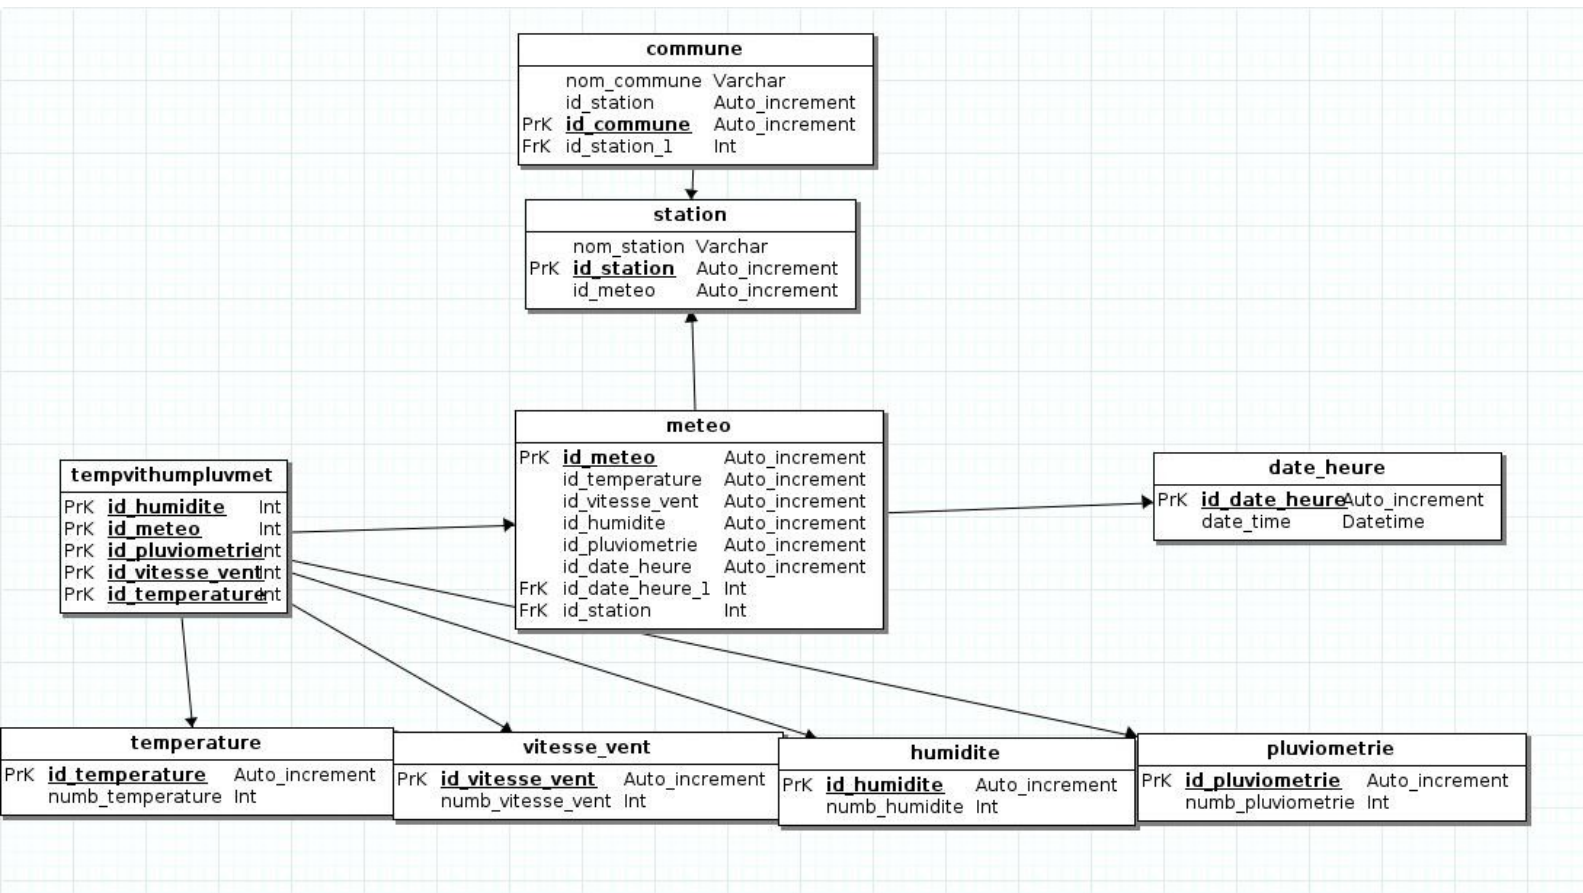 commune
nom_commune Varchar
id_station Auto_increment
PrK id_commune Auto_increment
FrK id_station_1 Int
station
nom_station Varchar
PrK id_station Auto_increment
id_meteo Auto_increment
meteo
PrK id_meteo Auto_increment
id_temperature Auto_increment
id_vitesse_vent Auto_increment
id_humidite Auto_increment
id_pluviometrie Auto_increment
id_date_heure Auto_increment
FrK id_date_heure_1 Int
FrK id_station Int
tempvithumpluvmet
PrK id_humidite Int
PrK id_meteo Int
PrK id_pluviometrie Int
PrK id_vitesse_vent Int
PrK id_temperature Int
date_heure
PrK id_date_heure Auto_increment
date_time Datetime
temperature
PrK id_temperature Auto_increment
numb_temperature Int
vitesse_vent
PrK id_vitesse_vent Auto_increment
numb_vitesse_vent Int
humidite
PrK id_humidite Auto_increment
numb_humidite Int
pluviometrie
PrK id_pluviometrie Auto_increment
numb_pluviometrie Int